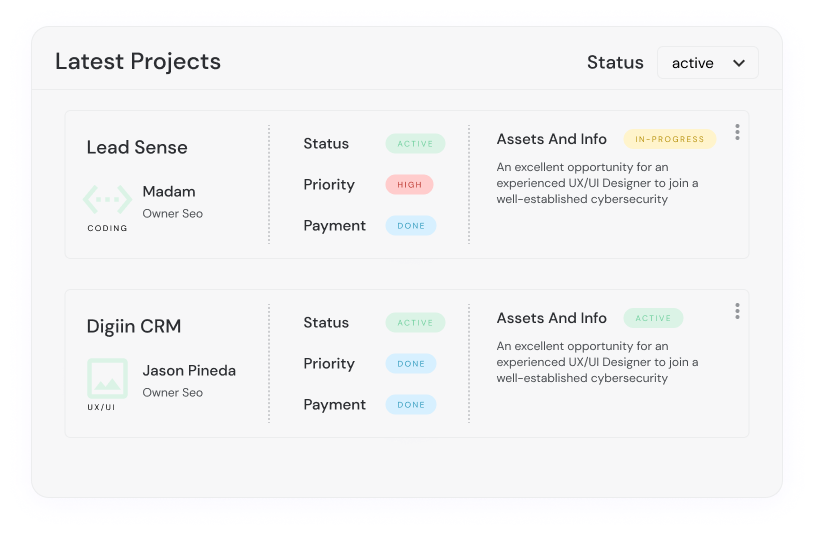 Latest Projects
Status active
Lead Sense
Madam
Owner Seo
CODING
Status ACTIVE
Priority HIGH
Payment DONE
Assets And Info IN-PROGRESS
An excellent opportunity for an
experienced UX/UI Designer to join a
well-established cybersecurity
Digiin CRM
Jason Pineda
Owner Seo
UX/UI
Status ACTIVE
Priority DONE
Payment DONE
Assets And Info ACTIVE
An excellent opportunity for an
experienced UX/UI Designer to join a
well-established cybersecurity